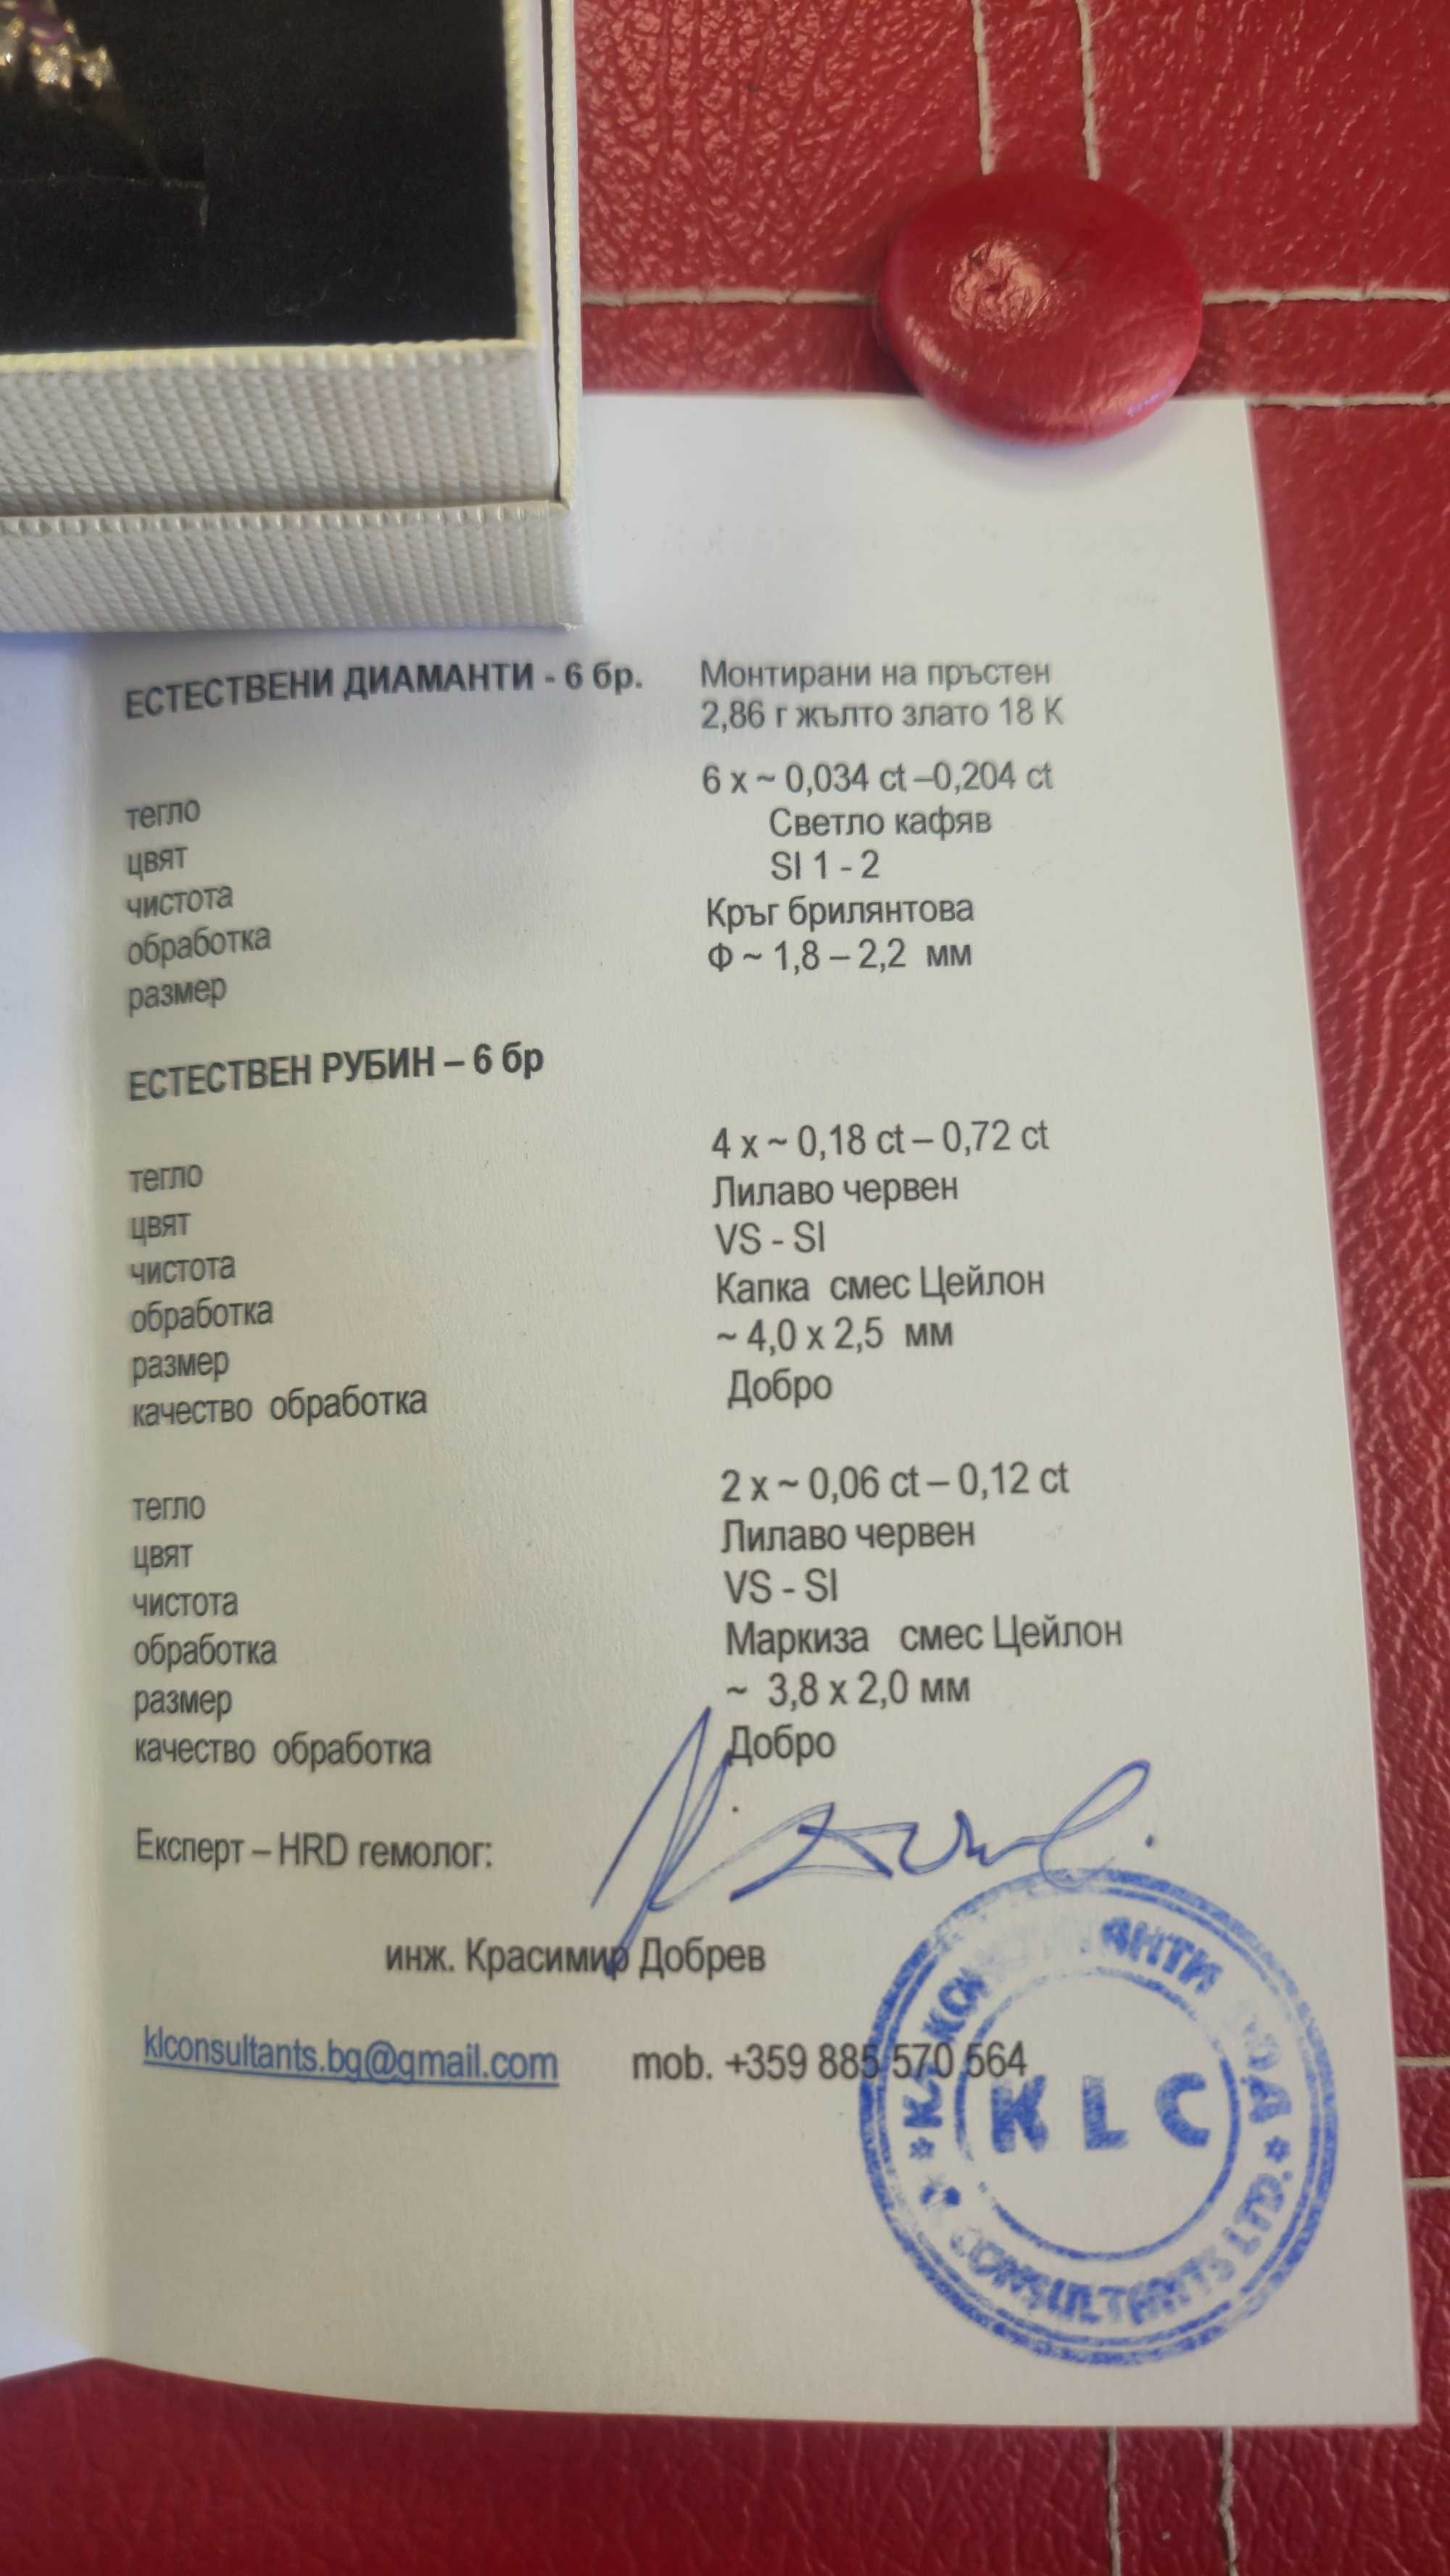 ЕСТЕСТВЕНИ ДИАМАНТИ - 6 бр. Монтирани на пръстен
2,86 г жълто злато 18 К
тегло 6 x ~ 0,034 ct –0,204 ct
цвят Светло кафяв
чистота SI 1 - 2
обработка Кръг брилянтова
размер Ф ~ 1,8 – 2,2 мм
ЕСТЕСТВЕН РУБИН – 6 бр
тегло 4 x ~ 0,18 ct – 0,72 ct
цвят Лилаво червен
чистота VS - SI
обработка Капка смес Цейлон
размер ~ 4,0 x 2,5 мм
качество обработка Добро
тегло 2 x ~ 0,06 ct – 0,12 ct
цвят Лилаво червен
чистота VS - SI
обработка Маркиза смес Цейлон
размер ~ 3,8 x 2,0 мм
качество обработка Добро
Експерт – HRD гемолог:
инж. Красимир Добрев
klconsultants.bg@gmail.com mob. +359 885 570 564
KLC
CONSULTANTS LTD.